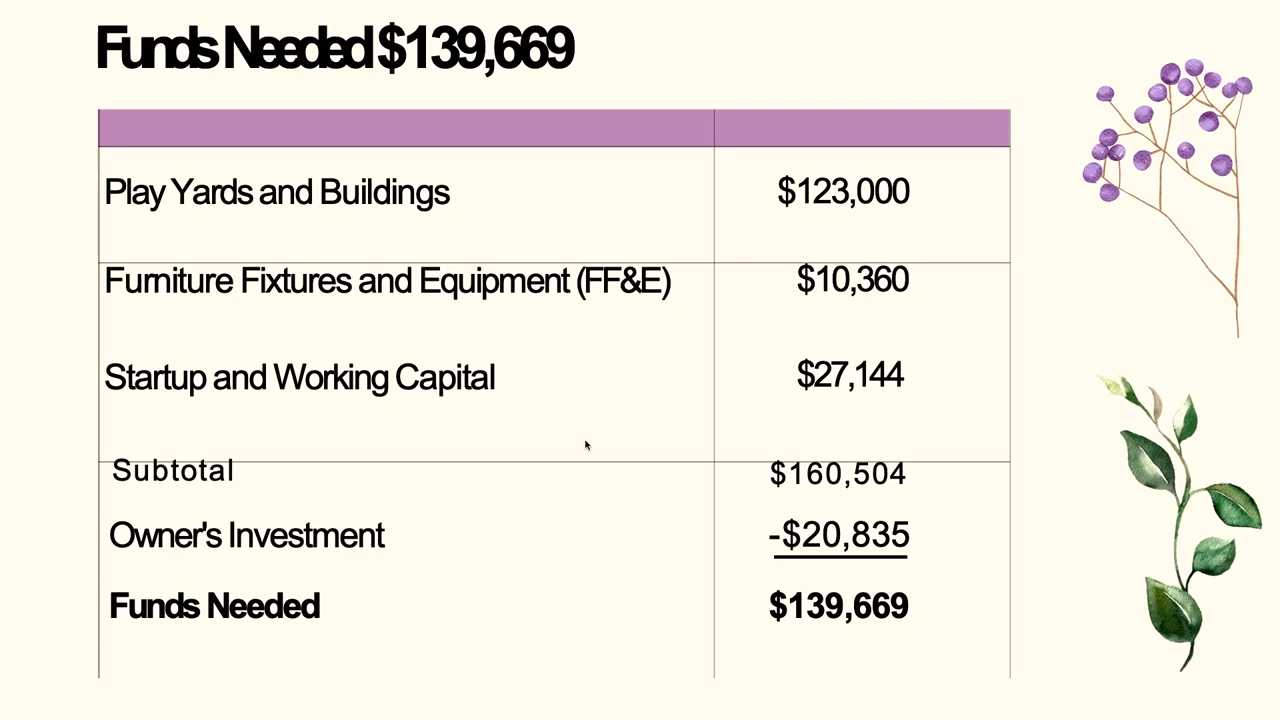 Funds Needed $139,669
Play Yards and Buildings $123,000
Furniture Fixtures and Equipment (FF&E) $10,360
Startup and Working Capital $27,144
Subtotal $160,504
Owner's Investment -$20,835
Funds Needed $139,669